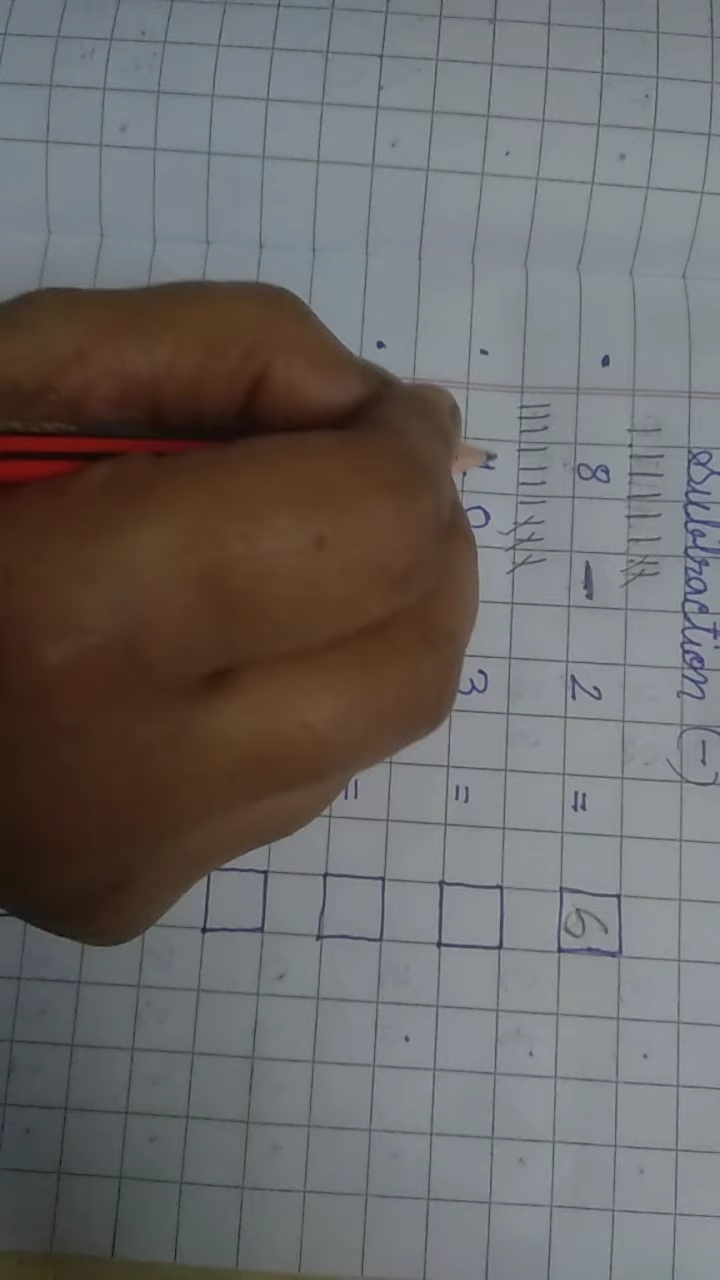 Subtraction (-)
8 - 2 = 6
3 =
=